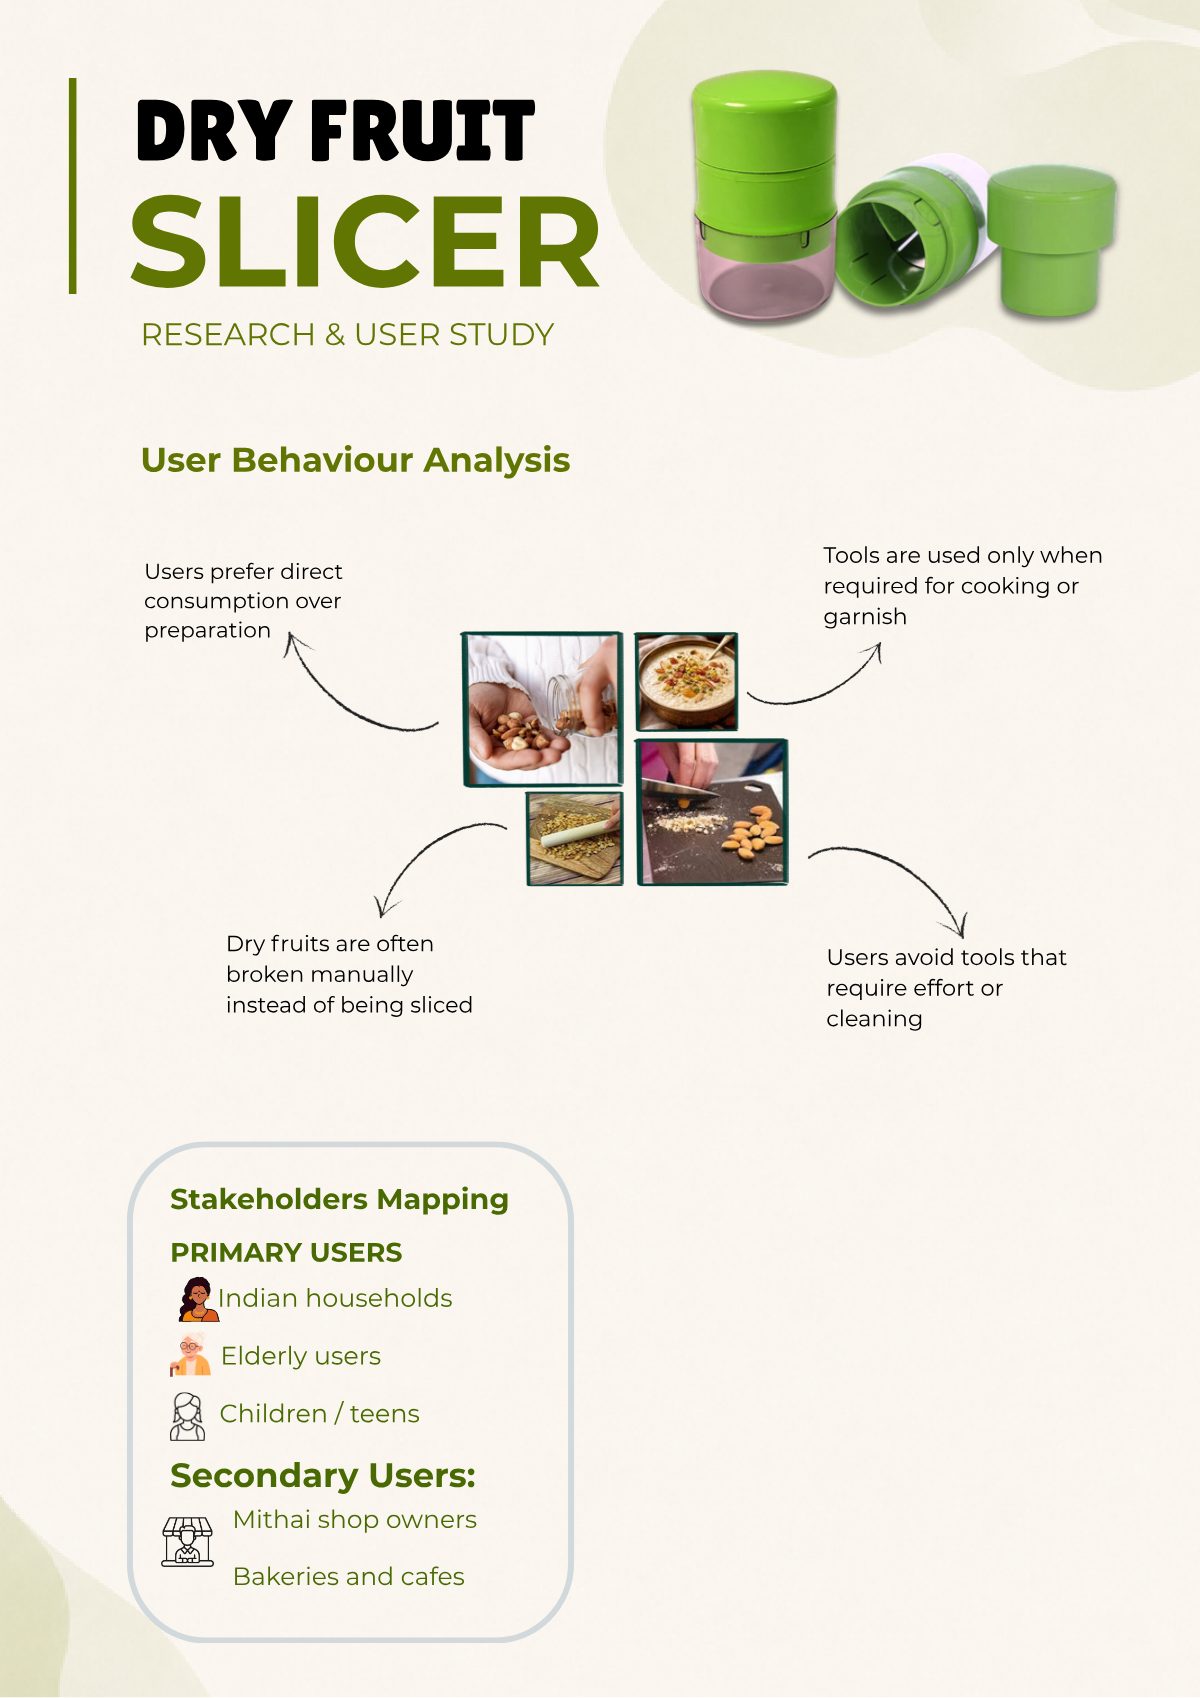 DRY FRUIT
SLICER
RESEARCH & USER STUDY
User Behaviour Analysis
Users prefer direct
consumption over
preparation
Tools are used only when
required for cooking or
garnish
Dry fruits are often
broken manually
instead of being sliced
Users avoid tools that
require effort or
cleaning
Stakeholders Mapping
PRIMARY USERS
Indian households
Elderly users
Children / teens
Secondary Users:
Mithai shop owners
Bakeries and cafes